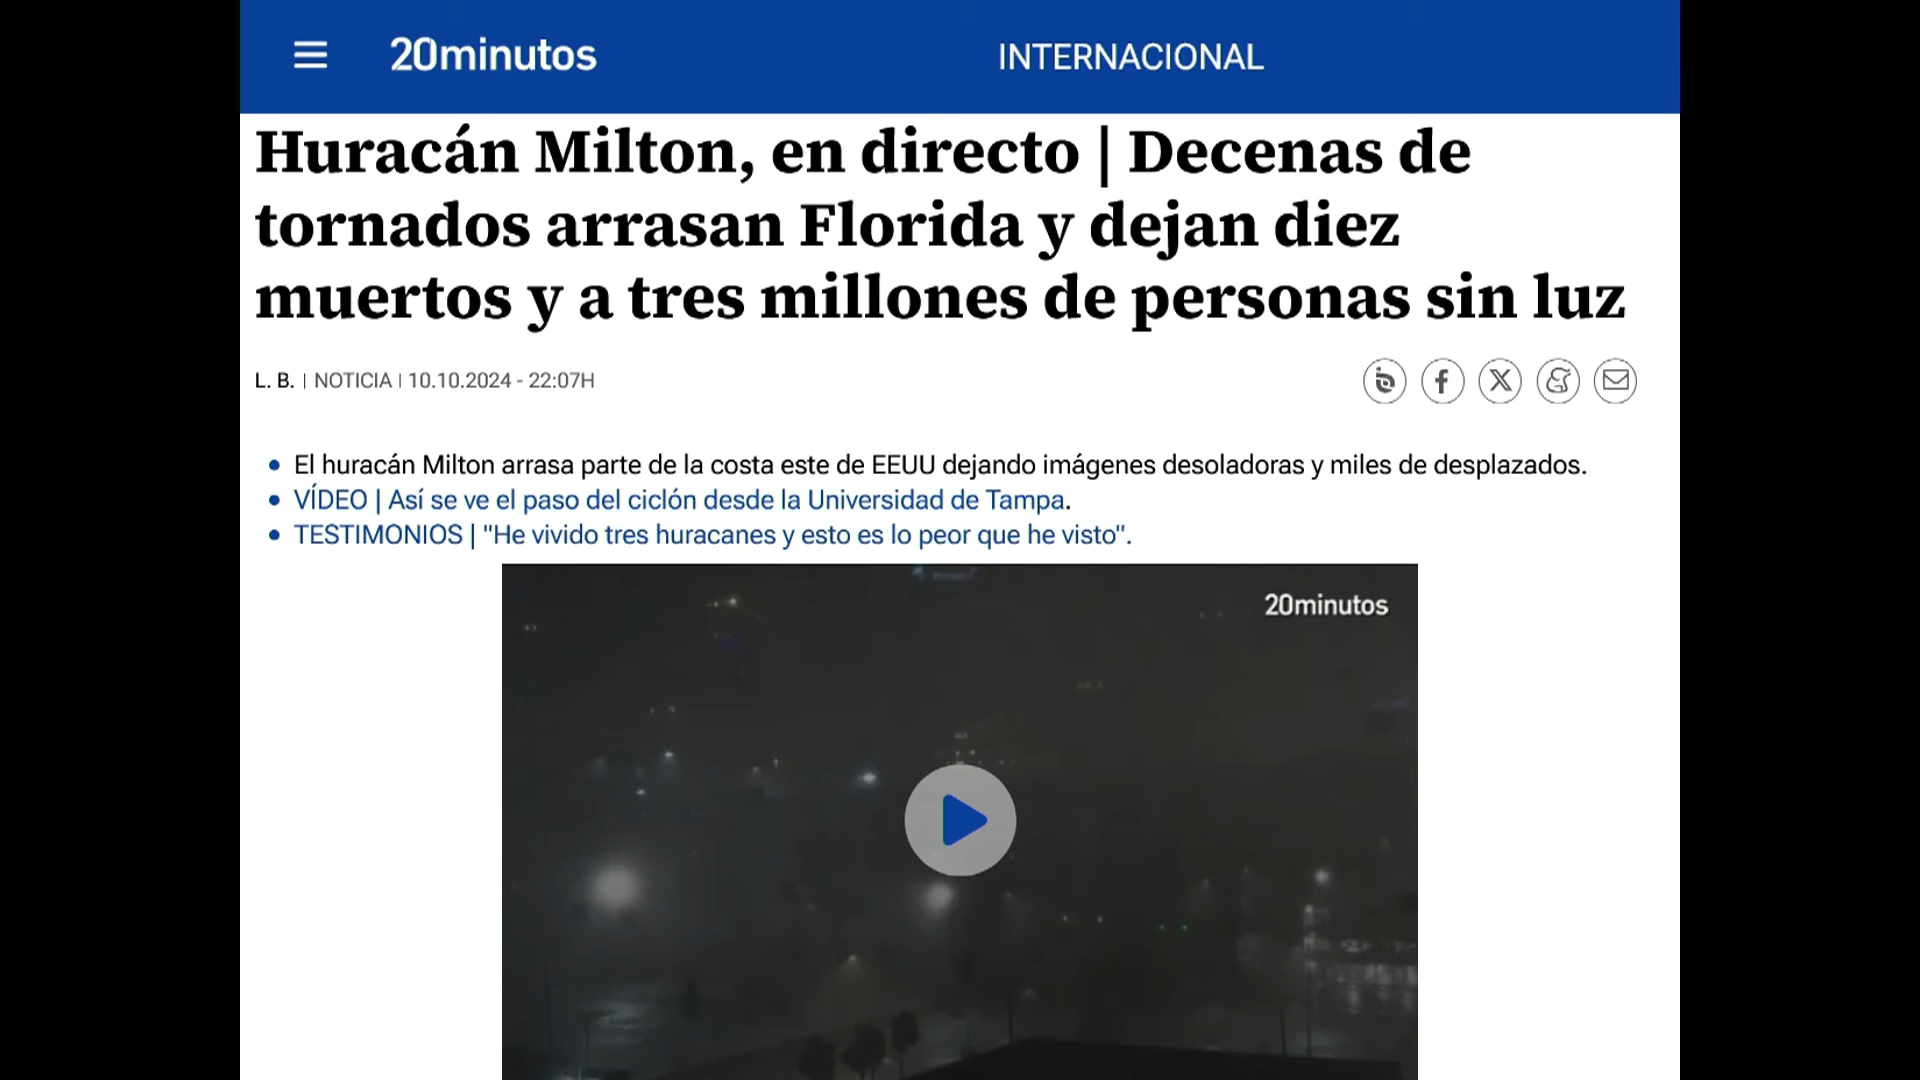 20minutos
INTERNACIONAL
Huracán Milton, en directo | Decenas de
tornados arrasan Florida y dejan diez
muertos y a tres millones de personas sin luz
L. B. | NOTICIA | 10.10.2024 - 22:07H
El huracán Milton arrasa parte de la costa este de EEUU dejando imágenes desoladoras y miles de desplazados.
VÍDEO | Así se ve el paso del ciclón desde la Universidad de Tampa.
TESTIMONIOS | "He vivido tres huracanes y esto es lo peor que he visto".
20minutos